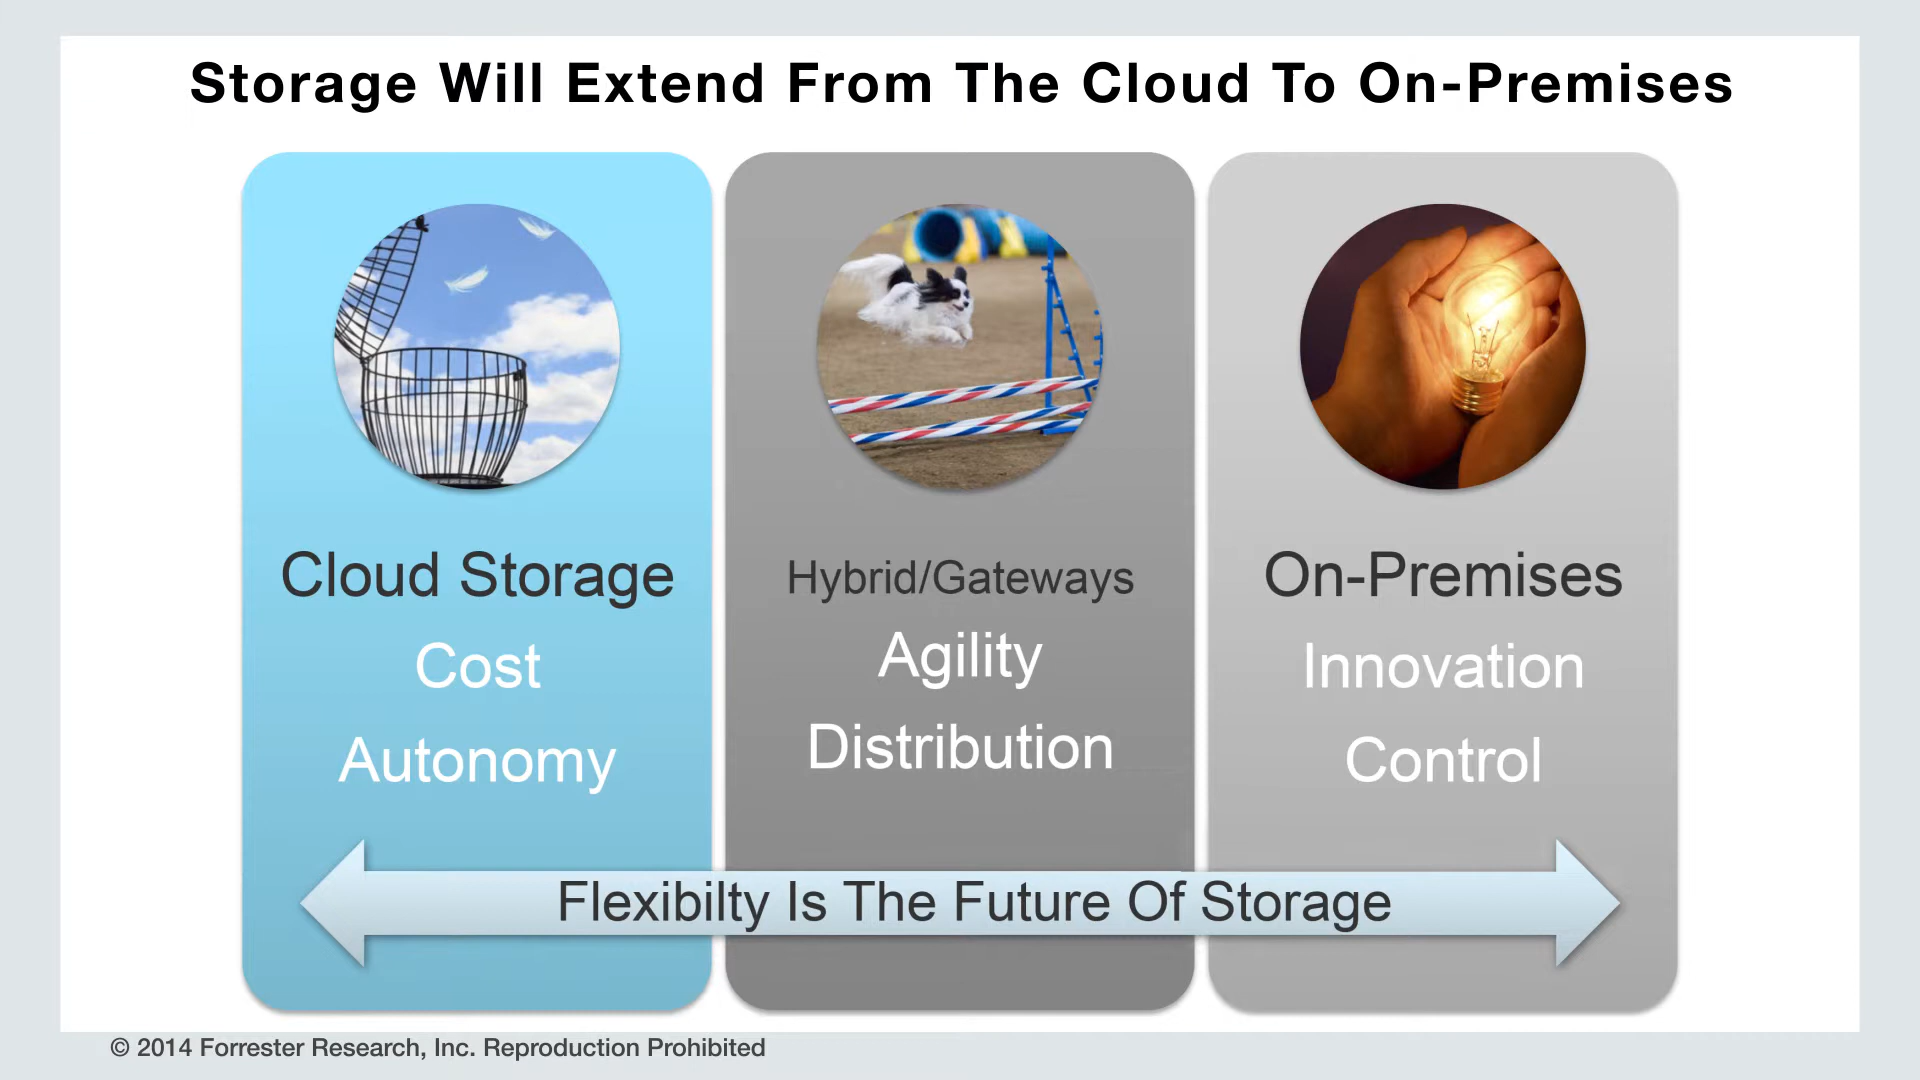 Storage Will Extend From The Cloud To On-Premises
Cloud Storage
Cost
Autonomy
Hybrid/Gateways
Agility
Distribution
On-Premises
Innovation
Control
Flexibilty Is The Future Of Storage
© 2014 Forrester Research, Inc. Reproduction Prohibited